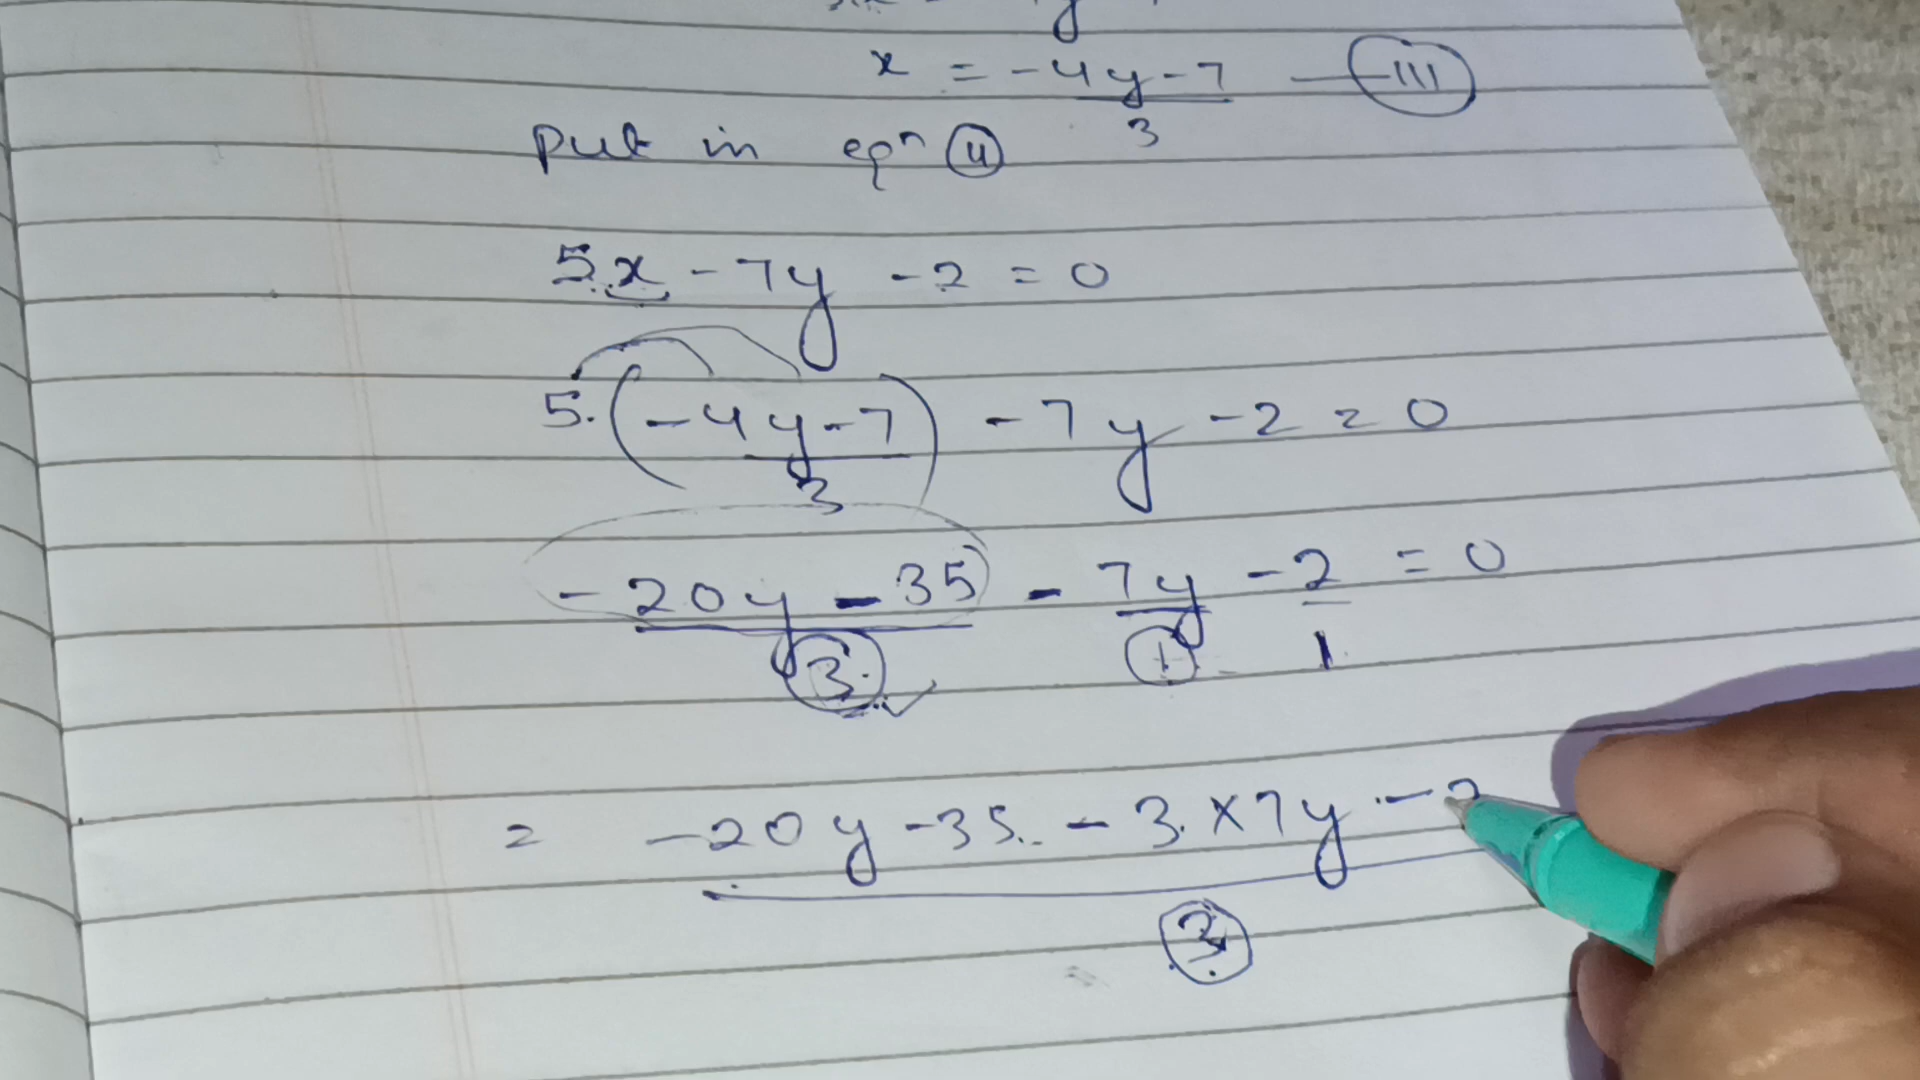 x = -4y-7 —(III)
3
Put in eqn (II)
5.x - 7y - 2 = 0
5.(-4y-7) - 7y - 2 = 0
3
-20y - 35 - 7y - 2 = 0
3 1 1
= -20y - 35 - 3 × 7y -
3